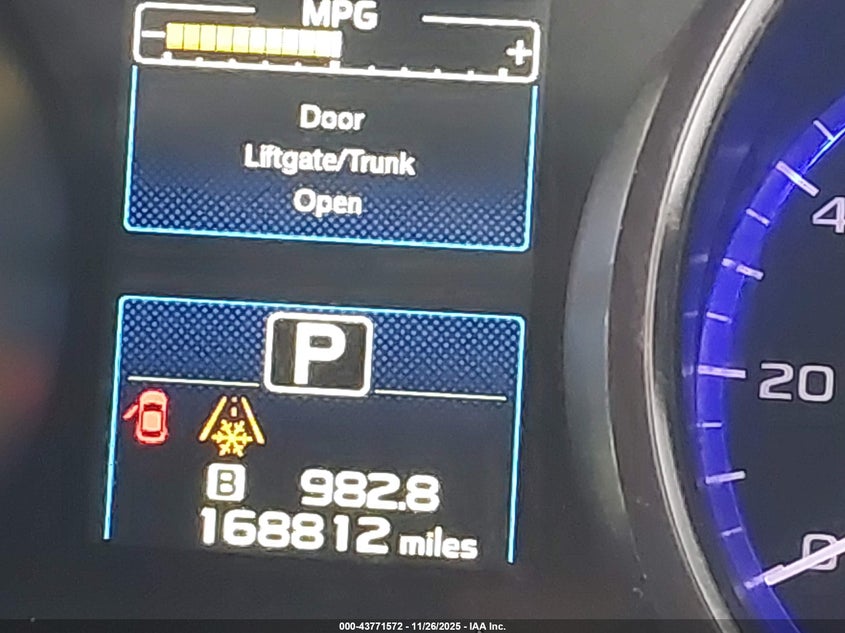 MPG
− +
Door
Liftgate/Trunk
Open
P
B 982.8
168812 miles
4
20
0
000-43771572 - 11/26/2025 - IAA Inc.